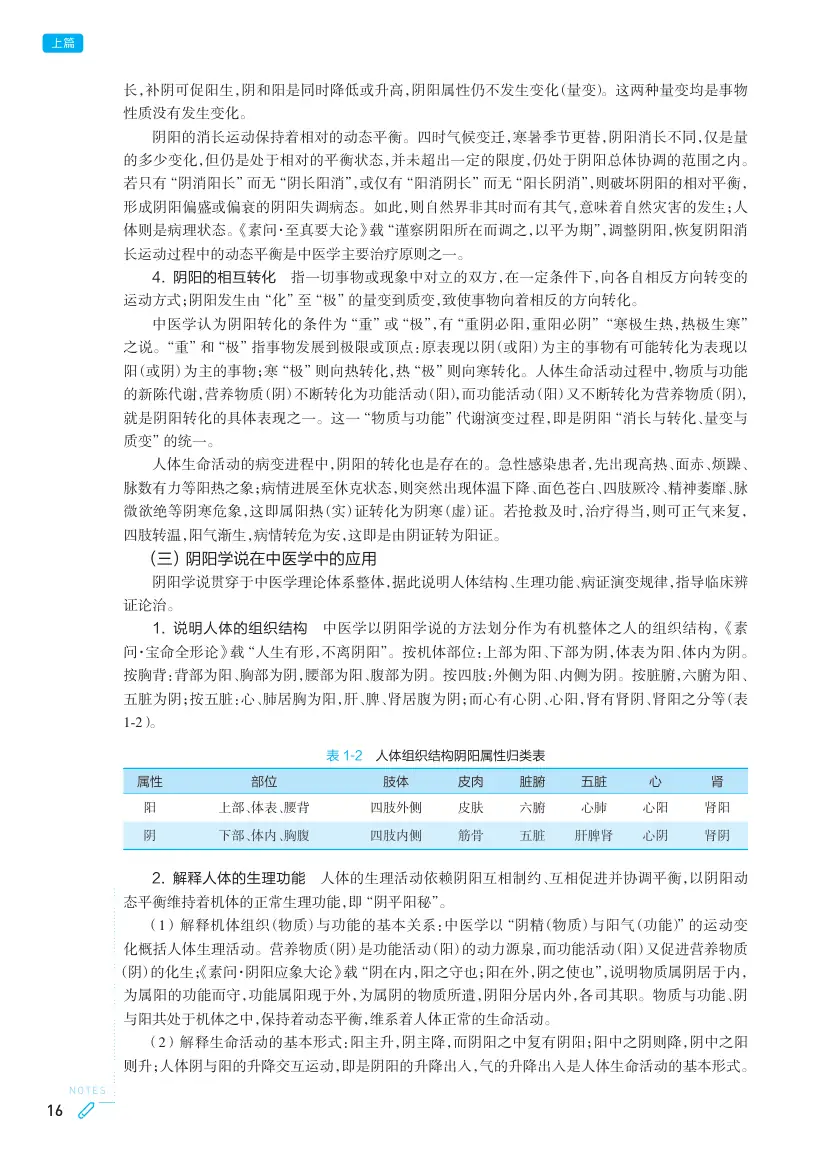 上篇
长,补阴可促阳生,阴和阳是同时降低或升高,阴阳属性仍不发生变化(量变)。这两种量变均是事物
性质没有发生变化。
阴阳的消长运动保持着相对的动态平衡。四时气候变迁,寒暑季节更替,阴阳消长不同,仅是量
的多少变化,但仍是处于相对的平衡状态,并未超出一定的限度,仍处于阴阳总体协调的范围之内。
若只有“阴消阳长”而无“阴长阳消”,或仅有“阳消阴长”而无“阳长阴消”,则破坏阴阳的相对平衡,
形成阴阳偏盛或偏衰的阴阳失调病态。如此,则自然界非其时而有其气,意味着自然灾害的发生;人
体则是病理状态。《素问·至真要大论》载“谨察阴阳所在而调之,以平为期”,调整阴阳,恢复阴阳消
长运动过程中的动态平衡是中医学主要治疗原则之一。
4. 阴阳的相互转化　指一切事物或现象中对立的双方,在一定条件下,向各自相反方向转变的
运动方式;阴阳发生由“化”至“极”的量变到质变,致使事物向着相反的方向转化。
中医学认为阴阳转化的条件为“重”或“极”,有“重阴必阳,重阳必阴”“寒极生热,热极生寒”
之说。“重”和“极”指事物发展到极限或顶点:原表现以阴(或阳)为主的事物有可能转化为表现以
阳(或阴)为主的事物;寒“极”则向热转化,热“极”则向寒转化。人体生命活动过程中,物质与功能
的新陈代谢,营养物质(阴)不断转化为功能活动(阳),而功能活动(阳)又不断转化为营养物质(阴),
就是阴阳转化的具体表现之一。这一“物质与功能”代谢演变过程,即是阴阳“消长与转化、量变与
质变”的统一。
人体生命活动的病变进程中,阴阳的转化也是存在的。急性感染患者,先出现高热、面赤、烦躁、
脉数有力等阳热之象;病情进展至休克状态,则突然出现体温下降、面色苍白、四肢厥冷、精神萎靡、脉
微欲绝等阴寒危象,这即属阳热(实)证转化为阴寒(虚)证。若抢救及时,治疗得当,则可正气来复,
四肢转温,阳气渐生,病情转危为安,这即是由阴证转为阳证。
(三)阴阳学说在中医学中的应用
阴阳学说贯穿于中医学理论体系整体,据此说明人体结构、生理功能、病证演变规律,指导临床辨
证论治。
1. 说明人体的组织结构　中医学以阴阳学说的方法划分作为有机整体之人的组织结构,《素
问·宝命全形论》载“人生有形,不离阴阳”。按机体部位:上部为阳、下部为阴,体表为阳、体内为阴。
按胸背:背部为阳、胸部为阴,腰部为阳、腹部为阴。按四肢:外侧为阳、内侧为阴。按脏腑,六腑为阳、
五脏为阴;按五脏:心、肺居胸为阳,肝、脾、肾居腹为阴;而心有心阴、心阳,肾有肾阴、肾阳之分等(表
1-2)。
表 1-2　人体组织结构阴阳属性归类表
属性　部位　肢体　皮肉　脏腑　五脏　心　肾
阳　上部、体表、腰背　四肢外侧　皮肤　六腑　心肺　心阳　肾阳
阴　下部、体内、胸腹　四肢内侧　筋骨　五脏　肝脾肾　心阴　肾阴
2. 解释人体的生理功能　人体的生理活动依赖阴阳互相制约、互相促进并协调平衡,以阴阳动
态平衡维持着机体的正常生理功能,即“阴平阳秘”。
(1)解释机体组织(物质)与功能的基本关系:中医学以“阴精(物质)与阳气(功能)”的运动变
化概括人体生理活动。营养物质(阴)是功能活动(阳)的动力源泉,而功能活动(阳)又促进营养物质
(阴)的化生;《素问·阴阳应象大论》载“阴在内,阳之守也;阳在外,阴之使也”,说明物质属阴居于内,
为属阳的功能而守,功能属阳现于外,为属阴的物质所遣,阴阳分居内外,各司其职。物质与功能、阴
与阳共处于机体之中,保持着动态平衡,维系着人体正常的生命活动。
(2)解释生命活动的基本形式:阳主升,阴主降,而阴阳之中复有阴阳;阳中之阴则降,阴中之阳
则升;人体阴与阳的升降交互运动,即是阴阳的升降出入,气的升降出入是人体生命活动的基本形式。
NOTES
16